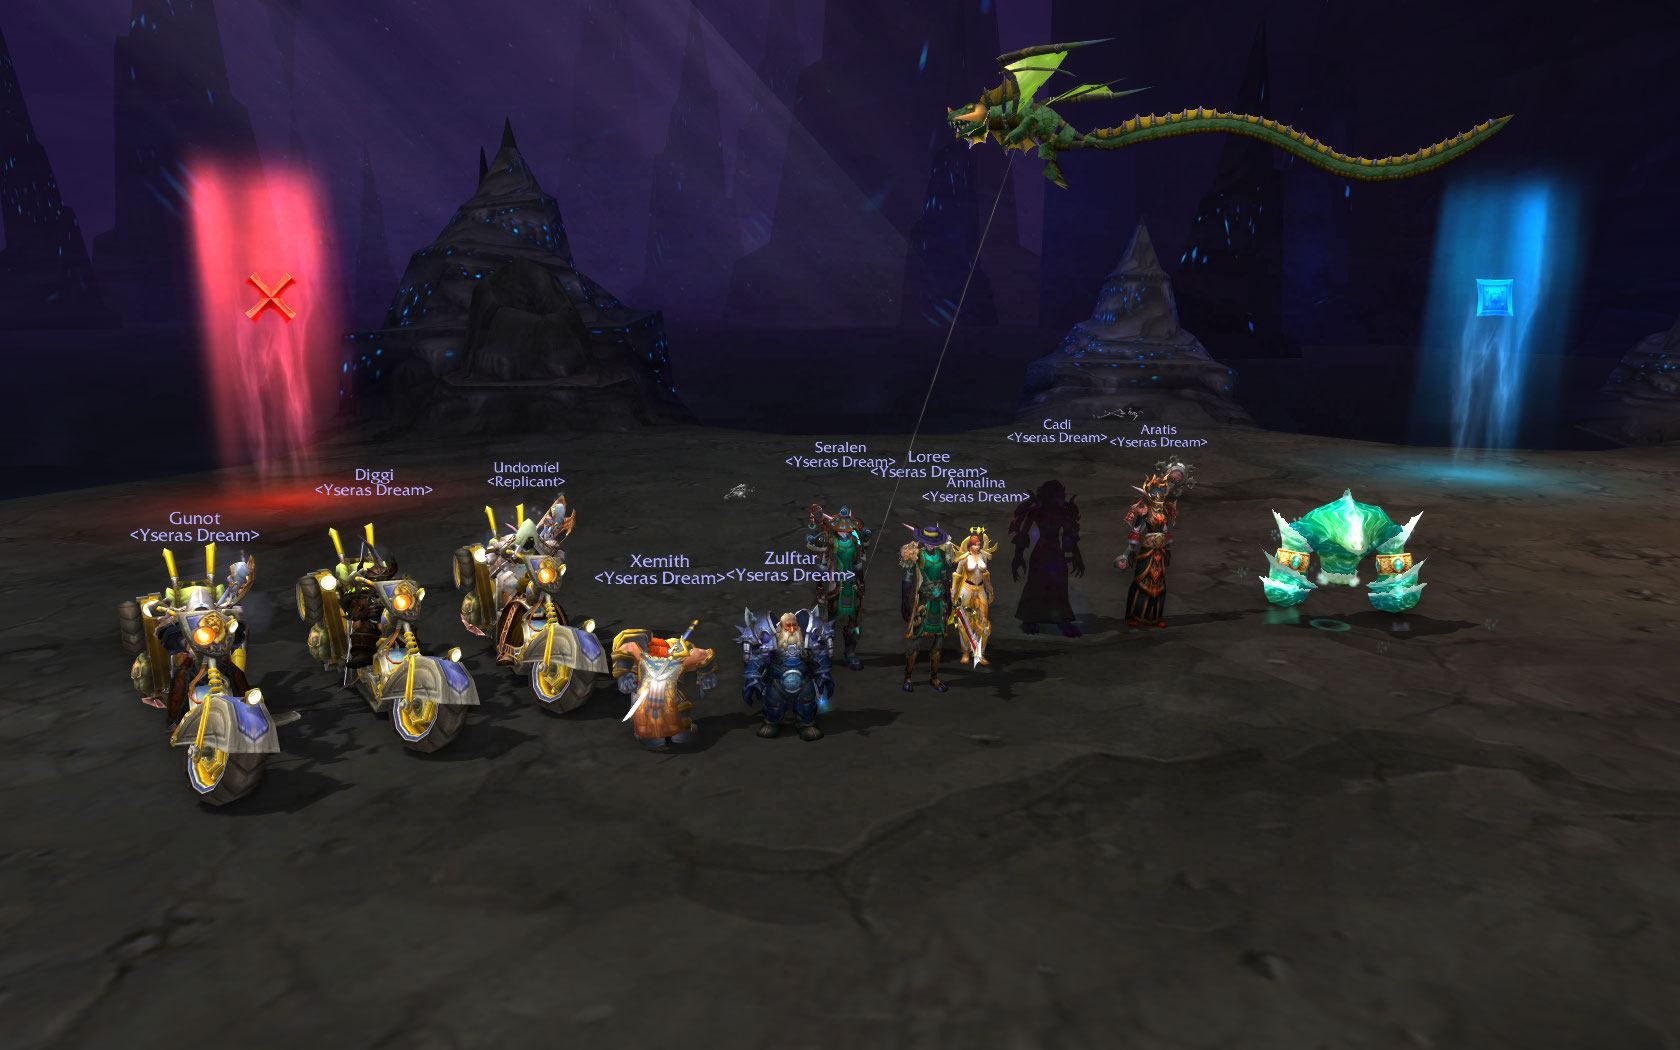 Gunot
<Yseras Dream>
Diggi
<Yseras Dream>
Undomíel
<Replicant>
Xemith
<Yseras Dream>
Zulftar
<Yseras Dream>
Seralen
<Yseras Dream>
Loree
<Yseras Dream>
Annalina
<Yseras Dream>
Cadi
<Yseras Dream>
Aratis
<Yseras Dream>